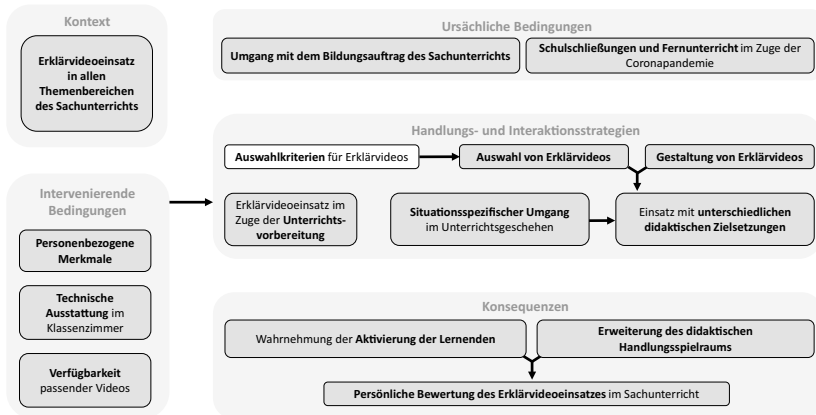 Kontext
Erklärvideoeinsatz
in allen
Themenbereichen
des Sachunterrichts
Ursächliche Bedingungen
Umgang mit dem Bildungsauftrag des Sachunterrichts
Schulschließungen und Fernunterricht im Zuge der
Coronapandemie
Handlungs- und Interaktionsstrategien
Auswahlkriterien für Erklärvideos
Auswahl von Erklärvideos
Gestaltung von Erklärvideos
Erklärvideoeinsatz im
Zuge der Unterrichts-
vorbereitung
Situationsspezifischer Umgang
im Unterrichtsgeschehen
Einsatz mit unterschiedlichen
didaktischen Zielsetzungen
Intervenierende
Bedingungen
Personenbezogene
Merkmale
Technische
Ausstattung im
Klassenzimmer
Verfügbarkeit
passender Videos
Konsequenzen
Wahrnehmung der Aktivierung der Lernenden
Erweiterung des didaktischen
Handlungsspielraums
Persönliche Bewertung des Erklärvideoeinsatzes im Sachunterricht